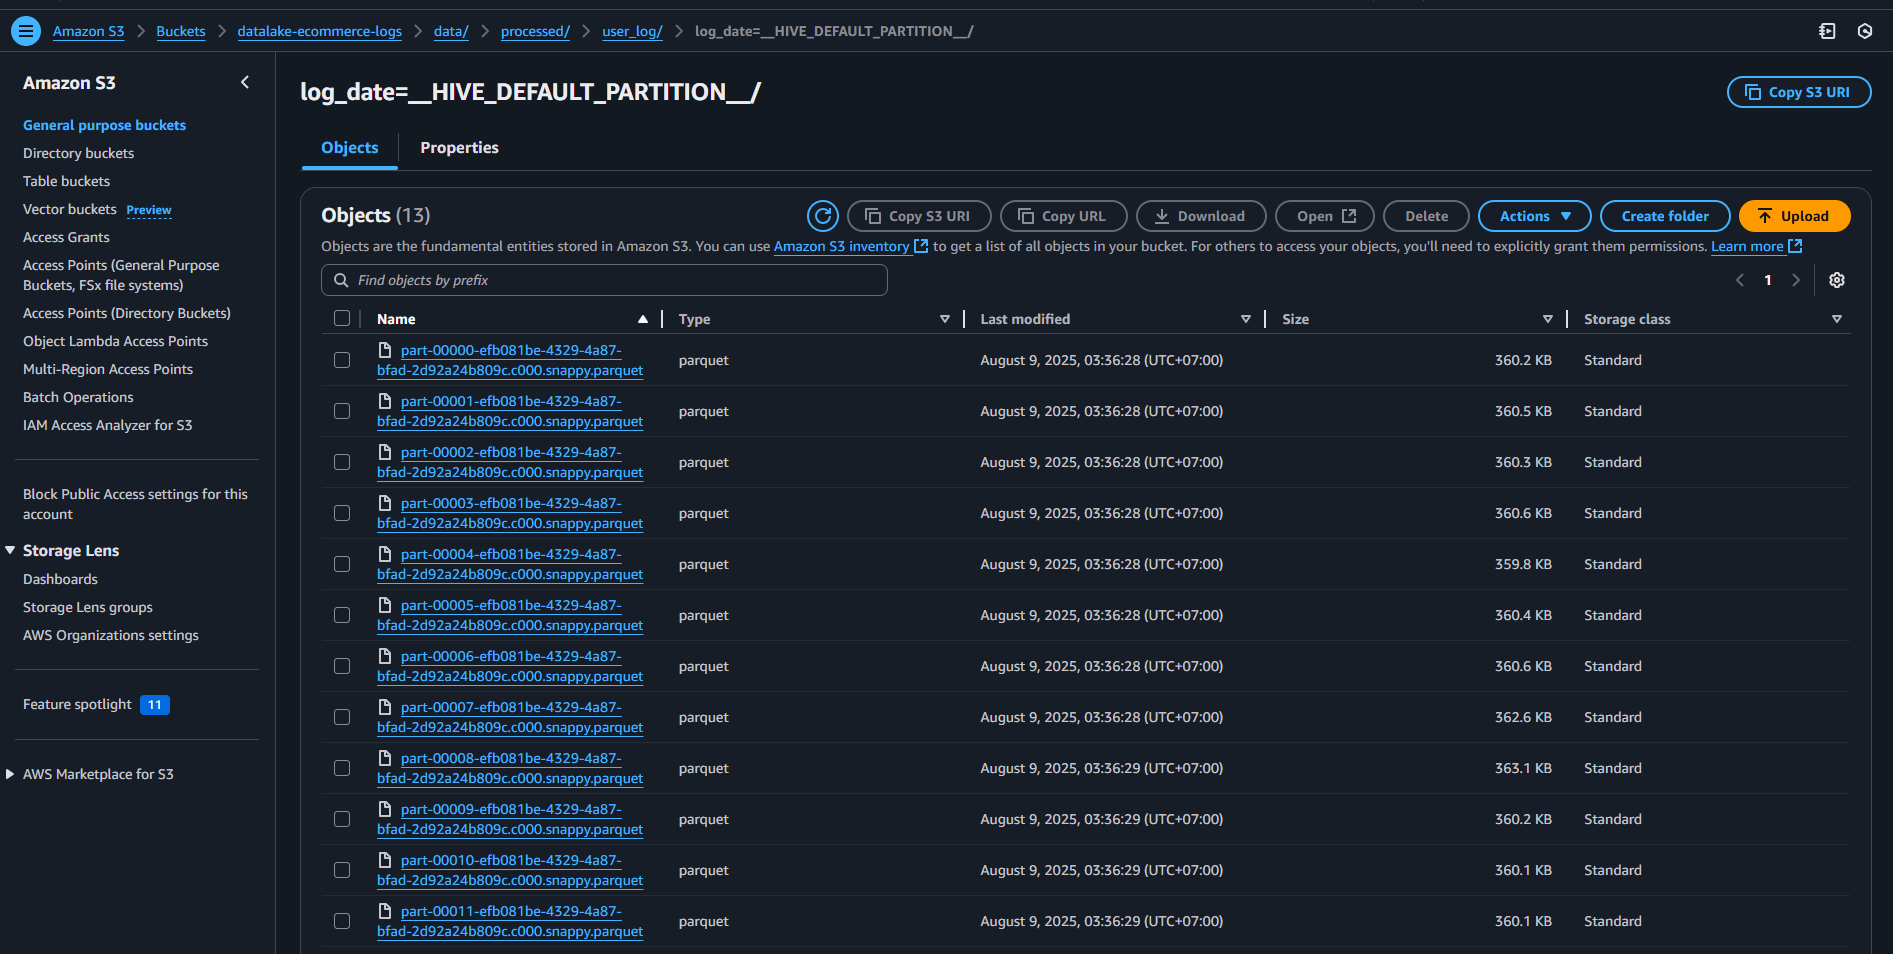 Amazon S3 > Buckets > datalake-ecommerce-logs > data/ > processed/ > user_log/ > log_date=__HIVE_DEFAULT_PARTITION__/
Amazon S3
General purpose buckets
Directory buckets
Table buckets
Vector buckets Preview
Access Grants
Access Points (General Purpose
Buckets, FSx file systems)
Access Points (Directory Buckets)
Object Lambda Access Points
Multi-Region Access Points
Batch Operations
IAM Access Analyzer for S3
Block Public Access settings for this
account
Storage Lens
Dashboards
Storage Lens groups
AWS Organizations settings
Feature spotlight 11
AWS Marketplace for S3
log_date=__HIVE_DEFAULT_PARTITION__/
Copy S3 URI
Objects Properties
Objects (13)
Copy S3 URI Copy URL Download Open Delete Actions Create folder Upload
Objects are the fundamental entities stored in Amazon S3. You can use Amazon S3 inventory to get a list of all objects in your bucket. For others to access your objects, you'll need to explicitly grant them permissions. Learn more
Find objects by prefix
1
Name Type Last modified Size Storage class
part-00000-efb081be-4329-4a87-
bfad-2d92a24b809c.c000.snappy.parquet parquet August 9, 2025, 03:36:28 (UTC+07:00) 360.2 KB Standard
part-00001-efb081be-4329-4a87-
bfad-2d92a24b809c.c000.snappy.parquet parquet August 9, 2025, 03:36:28 (UTC+07:00) 360.5 KB Standard
part-00002-efb081be-4329-4a87-
bfad-2d92a24b809c.c000.snappy.parquet parquet August 9, 2025, 03:36:28 (UTC+07:00) 360.3 KB Standard
part-00003-efb081be-4329-4a87-
bfad-2d92a24b809c.c000.snappy.parquet parquet August 9, 2025, 03:36:28 (UTC+07:00) 360.6 KB Standard
part-00004-efb081be-4329-4a87-
bfad-2d92a24b809c.c000.snappy.parquet parquet August 9, 2025, 03:36:28 (UTC+07:00) 359.8 KB Standard
part-00005-efb081be-4329-4a87-
bfad-2d92a24b809c.c000.snappy.parquet parquet August 9, 2025, 03:36:28 (UTC+07:00) 360.4 KB Standard
part-00006-efb081be-4329-4a87-
bfad-2d92a24b809c.c000.snappy.parquet parquet August 9, 2025, 03:36:28 (UTC+07:00) 360.6 KB Standard
part-00007-efb081be-4329-4a87-
bfad-2d92a24b809c.c000.snappy.parquet parquet August 9, 2025, 03:36:28 (UTC+07:00) 362.6 KB Standard
part-00008-efb081be-4329-4a87-
bfad-2d92a24b809c.c000.snappy.parquet parquet August 9, 2025, 03:36:29 (UTC+07:00) 363.1 KB Standard
part-00009-efb081be-4329-4a87-
bfad-2d92a24b809c.c000.snappy.parquet parquet August 9, 2025, 03:36:29 (UTC+07:00) 360.2 KB Standard
part-00010-efb081be-4329-4a87-
bfad-2d92a24b809c.c000.snappy.parquet parquet August 9, 2025, 03:36:29 (UTC+07:00) 360.1 KB Standard
part-00011-efb081be-4329-4a87-
bfad-2d92a24b809c.c000.snappy.parquet parquet August 9, 2025, 03:36:29 (UTC+07:00) 360.1 KB Standard